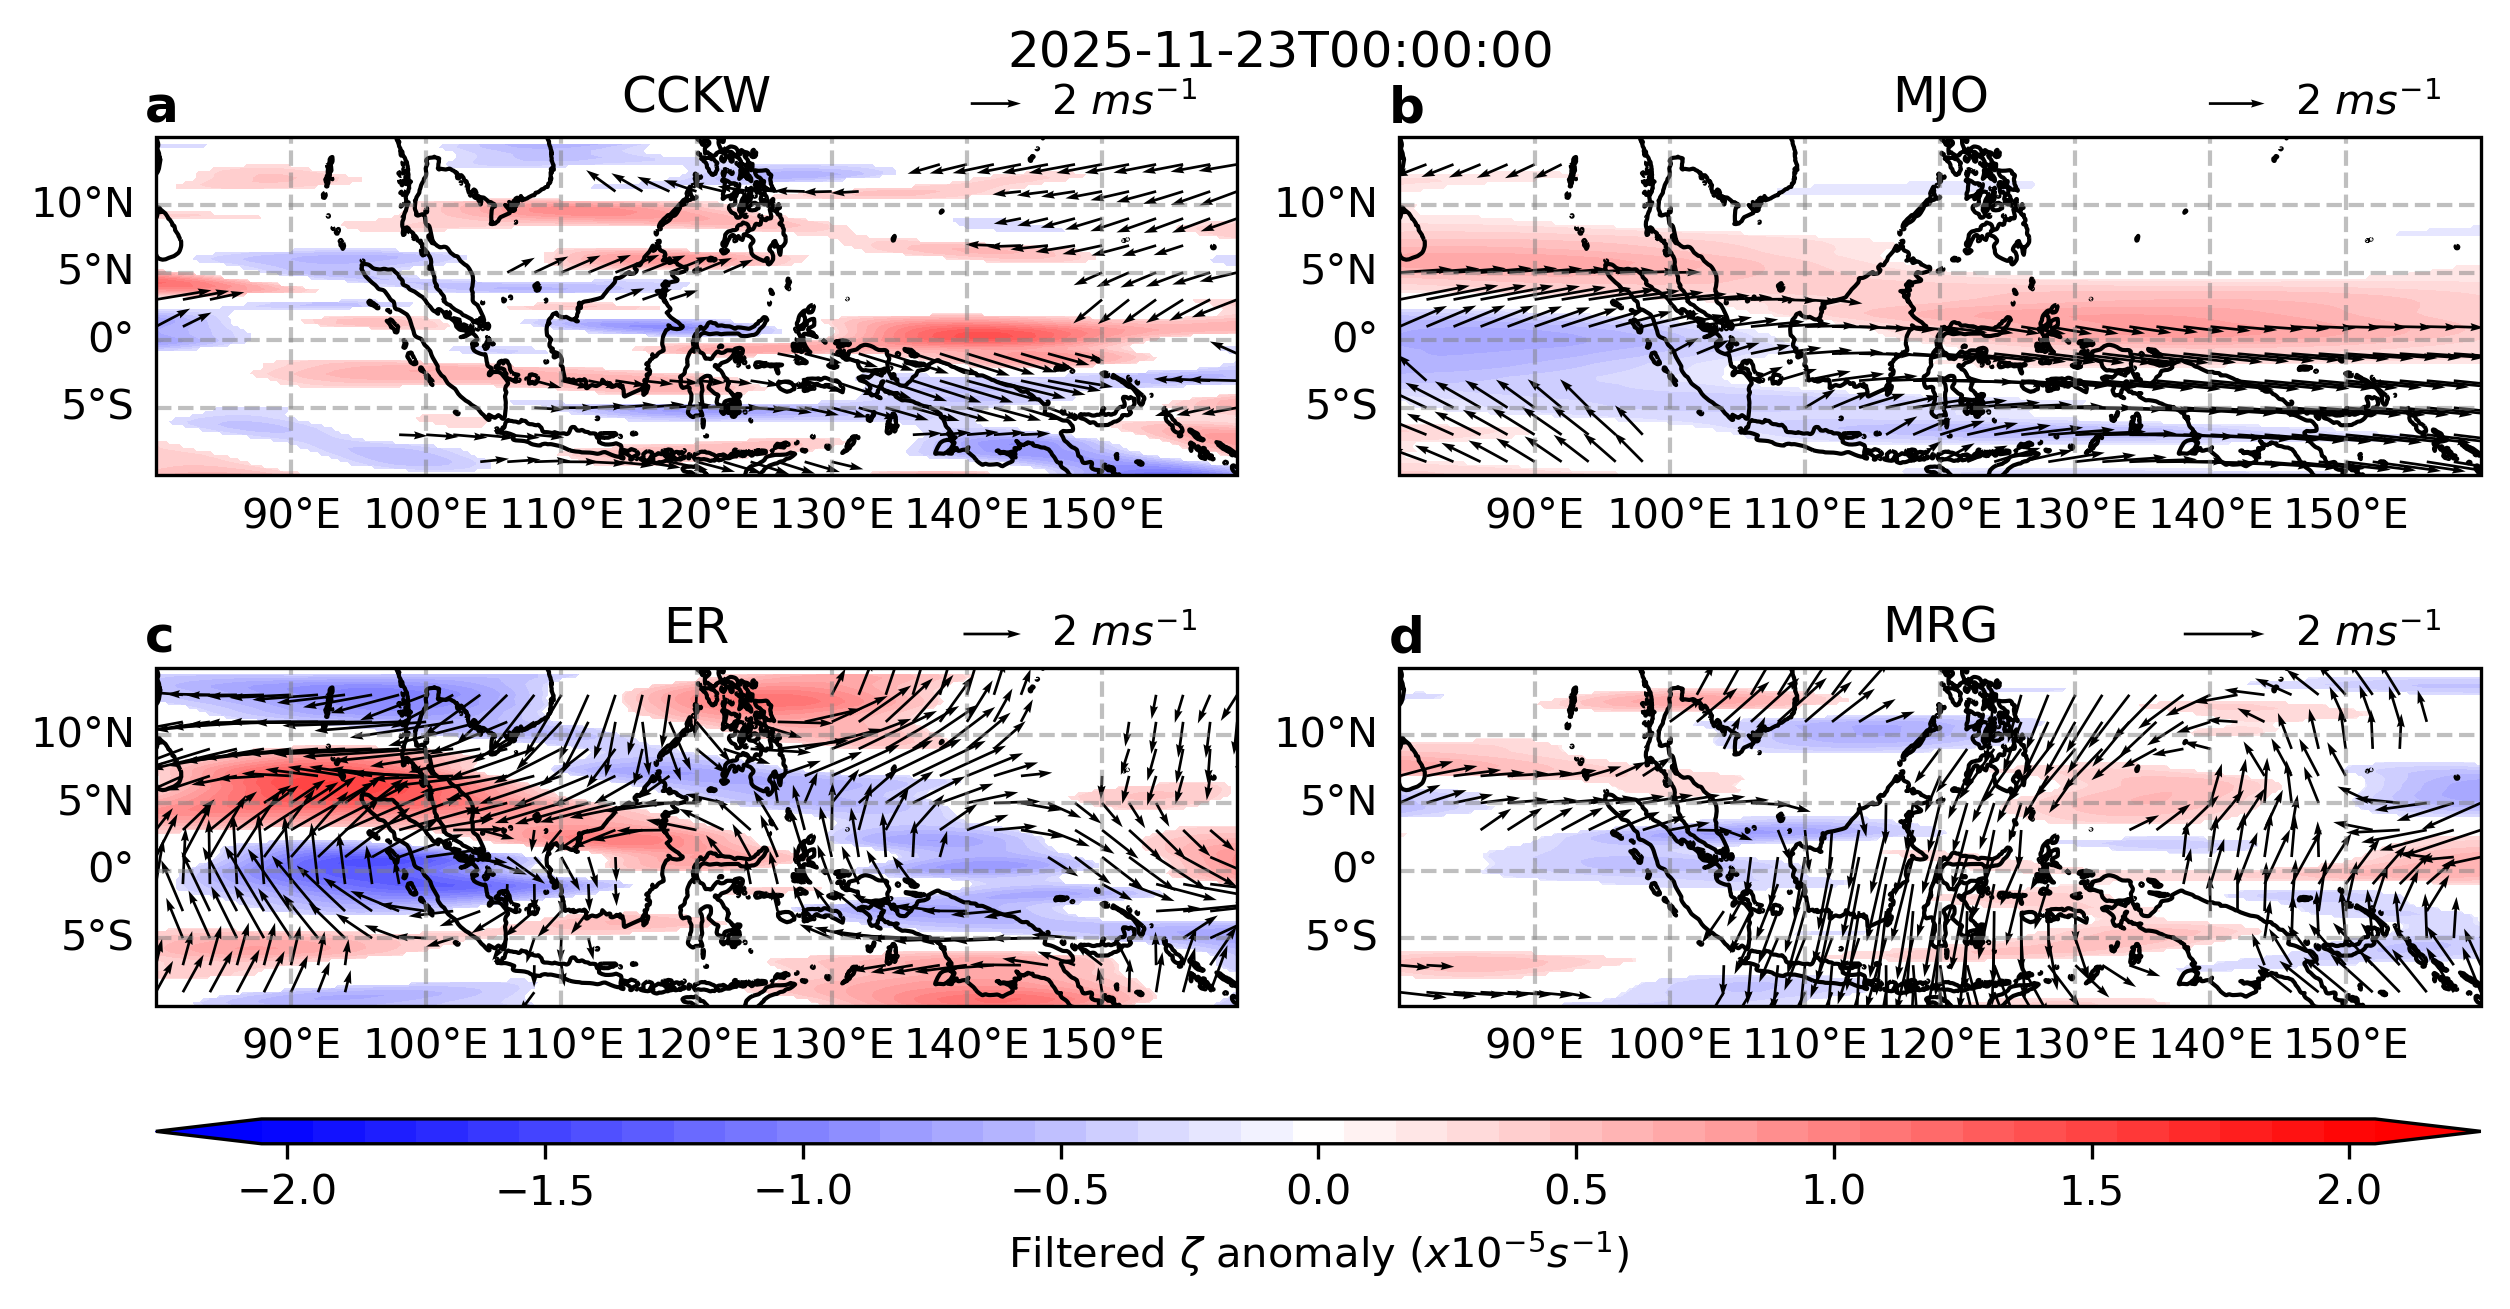 2025-11-23T00:00:00
a CCKW 2 ms⁻¹
10°N
5°N
0°
5°S
90°E 100°E 110°E 120°E 130°E 140°E 150°E
b MJO 2 ms⁻¹
10°N
5°N
0°
5°S
90°E 100°E 110°E 120°E 130°E 140°E 150°E
c ER 2 ms⁻¹
10°N
5°N
0°
5°S
90°E 100°E 110°E 120°E 130°E 140°E 150°E
d MRG 2 ms⁻¹
10°N
5°N
0°
5°S
90°E 100°E 110°E 120°E 130°E 140°E 150°E
−2.0 −1.5 −1.0 −0.5 0.0 0.5 1.0 1.5 2.0
Filtered ζ anomaly (x10⁻⁵s⁻¹)